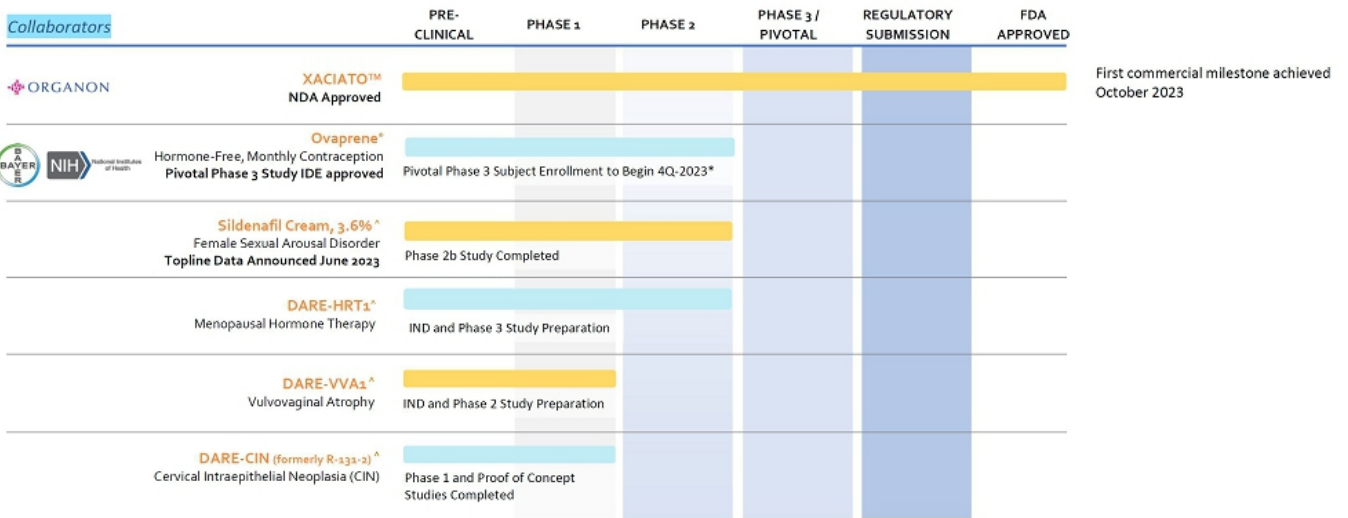 Collaborators
PRE-
CLINICAL
PHASE 1
PHASE 2
PHASE 3 /
PIVOTAL
REGULATORY
SUBMISSION
FDA
APPROVED
ORGANON
XACIATO™
NDA Approved
First commercial milestone achieved
October 2023
BAYER
BAYER
NIH
National Institutes
of Health
Ovaprene*
Hormone-Free, Monthly Contraception
Pivotal Phase 3 Study IDE approved
Pivotal Phase 3 Subject Enrollment to Begin 4Q-2023*
Sildenafil Cream, 3.6%^
Female Sexual Arousal Disorder
Topline Data Announced June 2023
Phase 2b Study Completed
DARE-HRT1^
Menopausal Hormone Therapy
IND and Phase 3 Study Preparation
DARE-VVA1^
Vulvovaginal Atrophy
IND and Phase 2 Study Preparation
DARE-CIN (formerly R-131-2) ^
Cervical Intraepithelial Neoplasia (CIN)
Phase 1 and Proof of Concept
Studies Completed